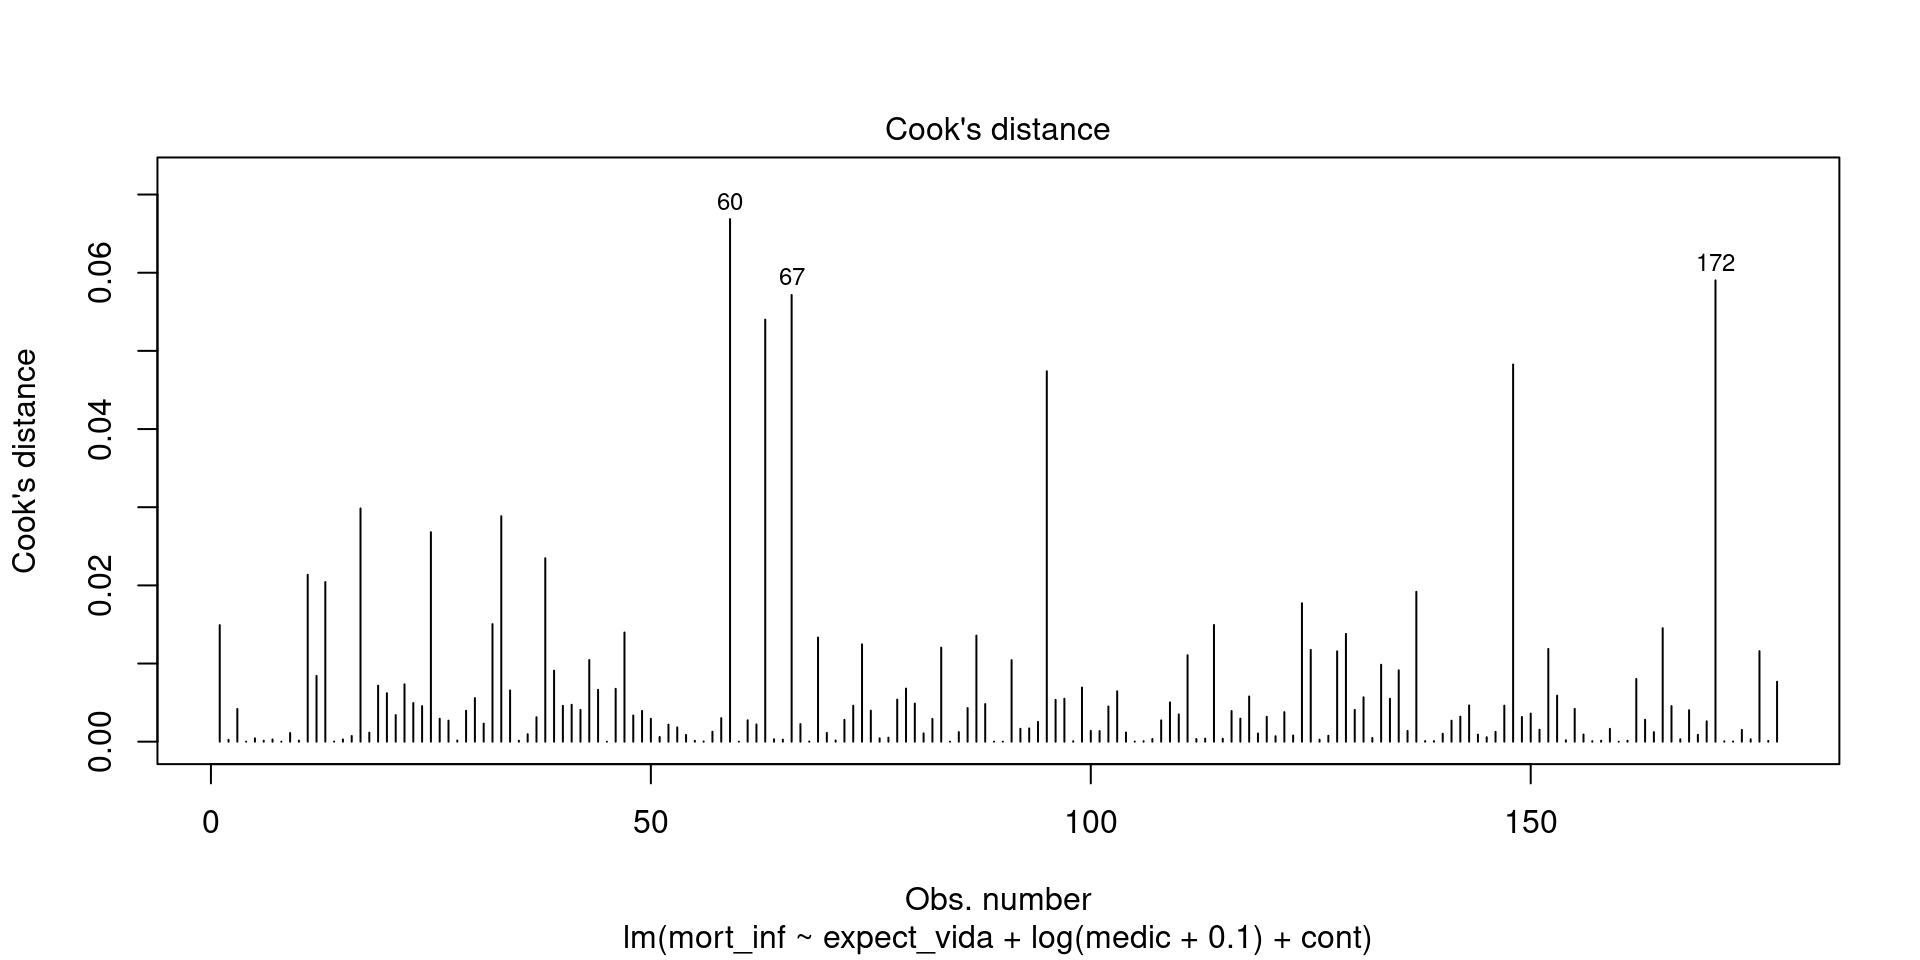 Cook's distance
60
67
172
Cook's distance
0.00
0.02
0.04
0.06
0
50
100
150
Obs. number
lm(mort_inf ~ expect_vida + log(medic + 0.1) + cont)